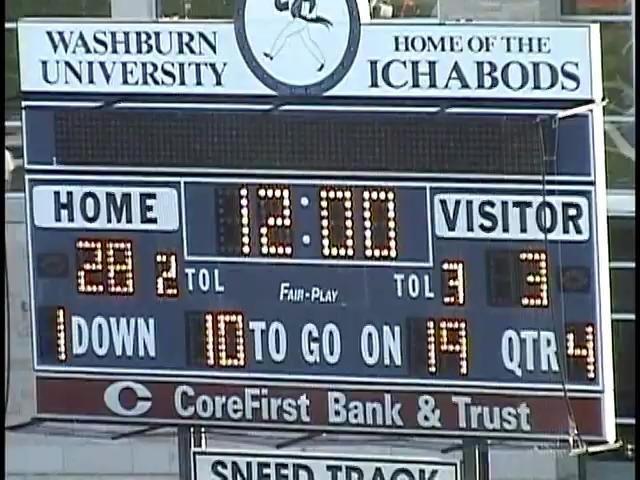 WASHBURN UNIVERSITY
HOME OF THE ICHABODS
12:00
HOME
VISITOR
28 2 TOL
FAIR-PLAY
TOL 3 3
1 DOWN 10 TO GO ON 19 QTR 4
C CoreFirst Bank & Trust
SNEED TRACK